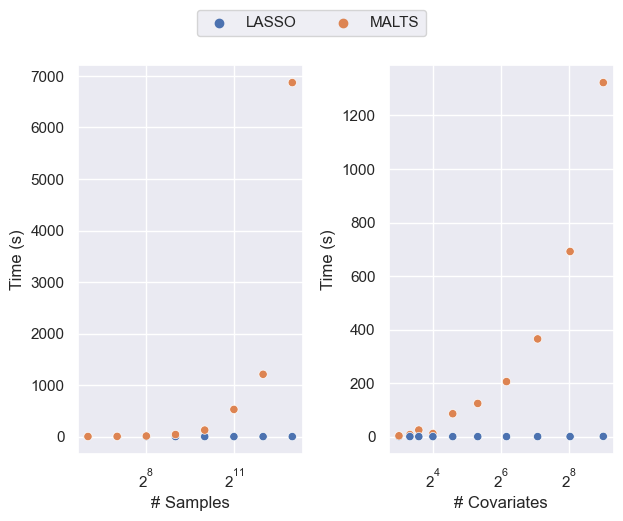 LASSO MALTS
7000
6000
5000
4000
3000
2000
1000
0
Time (s)
2^8 2^11
# Samples
1200
1000
800
600
400
200
0
Time (s)
2^4 2^6 2^8
# Covariates